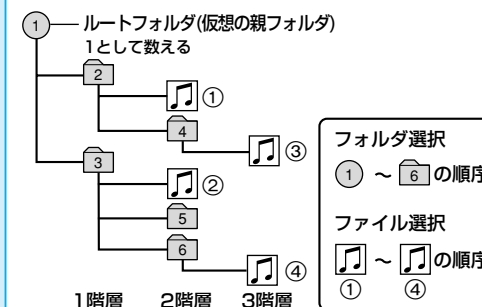 1 ルートフォルダ(仮想の親フォルダ)
1として数える
2
①
4
③
3
②
5
6
④
1階層 2階層 3階層
フォルダ選択
1 ~ 6 の順序
ファイル選択
~ の順序
① ④